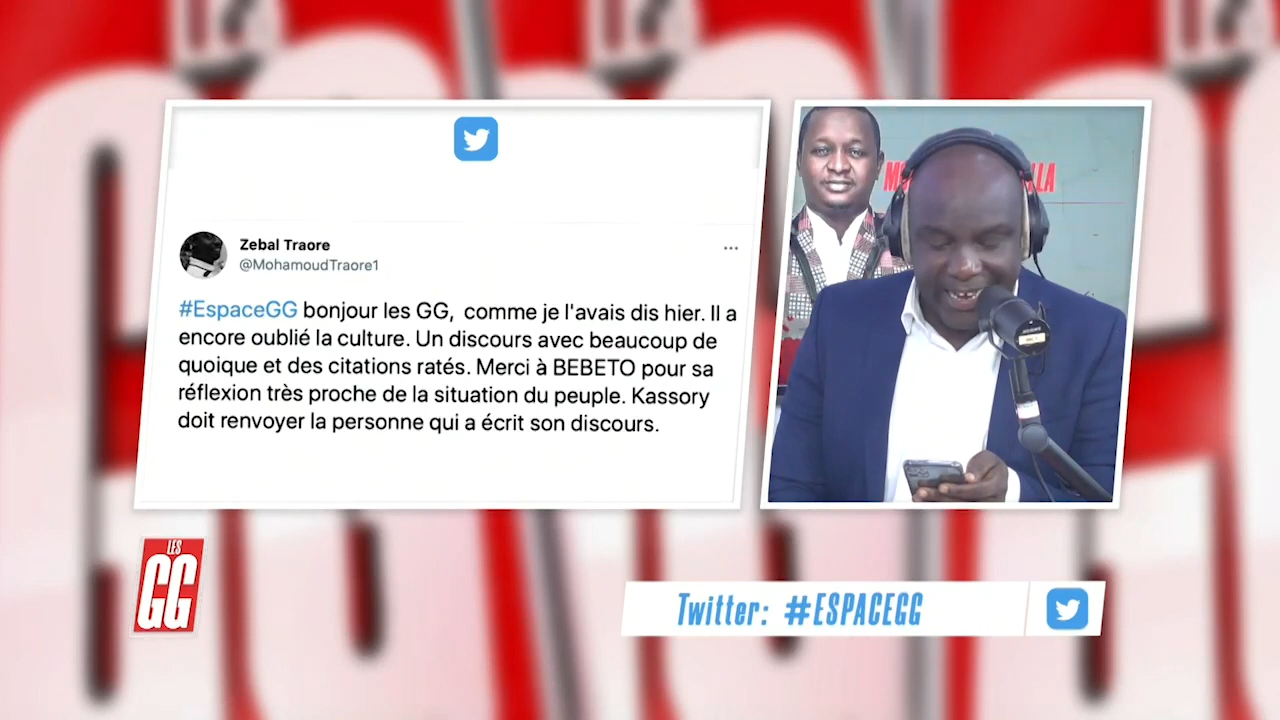 Zebal Traore
@MohamoudTraore1
#EspaceGG bonjour les GG, comme je l'avais dis hier. Il a
encore oublié la culture. Un discours avec beaucoup de
quoique et des citations ratés. Merci à BEBETO pour sa
réflexion très proche de la situation du peuple. Kassory
doit renvoyer la personne qui a écrit son discours.
LES
GG
Twitter: #ESPACEGG